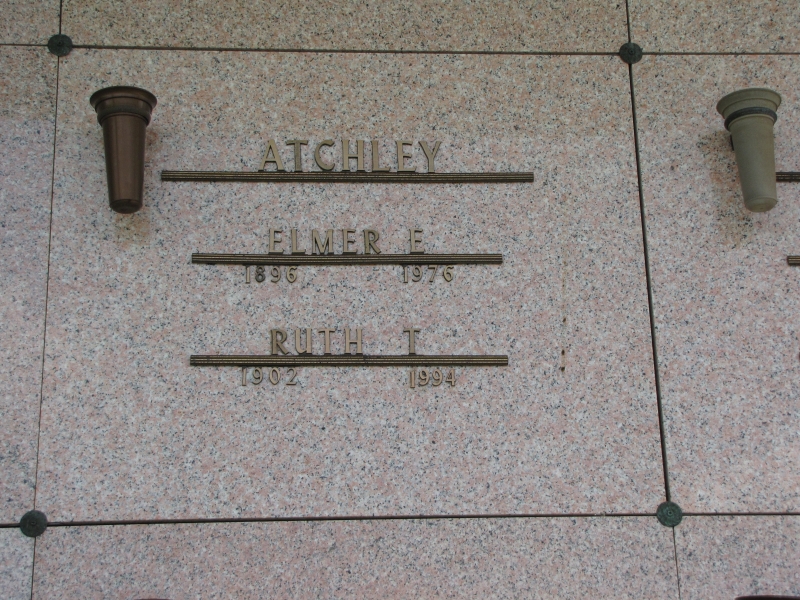 ATCHLEY
ELMER E
1896 1976
RUTH T
1902 1994